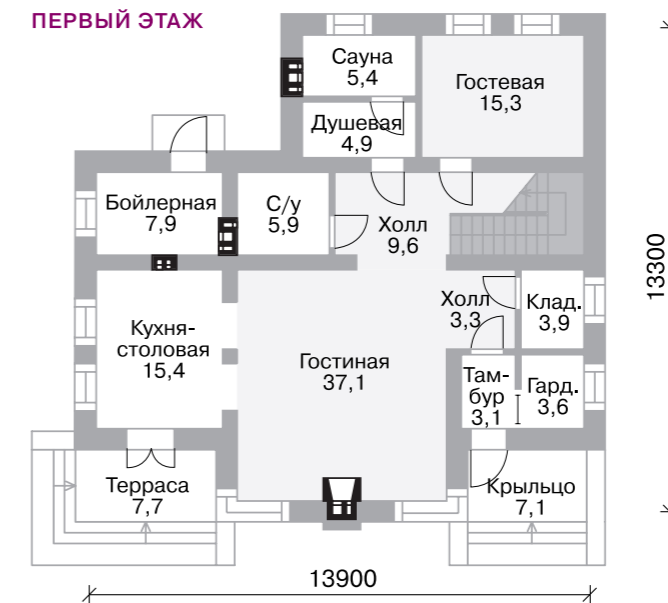 ПЕРВЫЙ ЭТАЖ
Сауна
5,4
Гостевая
15,3
Душевая
4,9
Бойлерная
7,9
С/у
5,9
Холл
9,6
Холл
3,3
Клад.
3,9
Кухня-
столовая
15,4
Гостиная
37,1
Там-
бур
3,1
Гард.
3,6
Терраса
7,7
Крыльцо
7,1
13300
13900